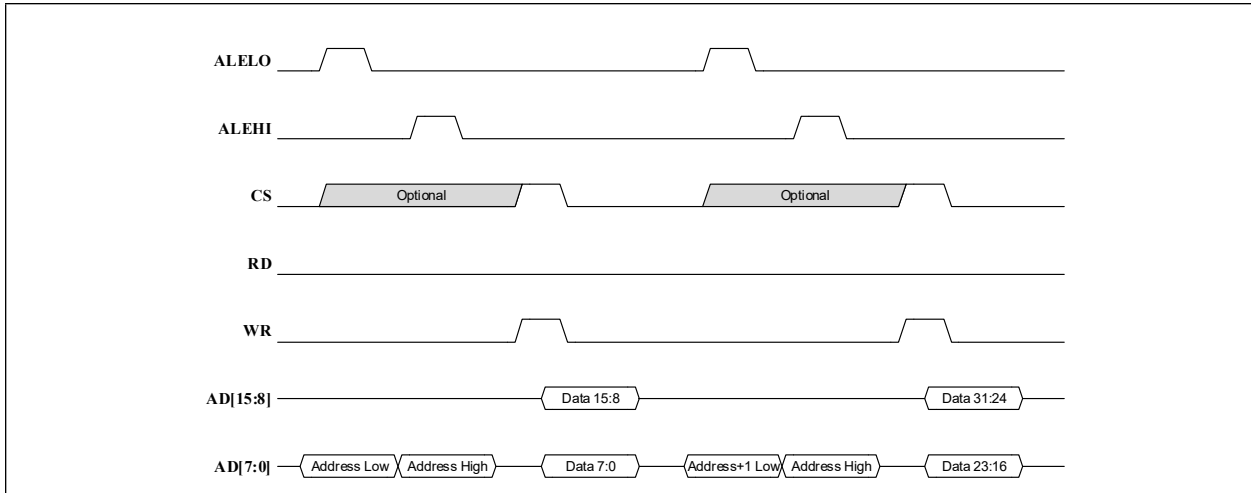 ALELO
ALEHI
CS Optional Optional
RD
WR
AD[15:8] Data 15:8 Data 31:24
AD[7:0] Address Low Address High Data 7:0 Address+1 Low Address High Data 23:16